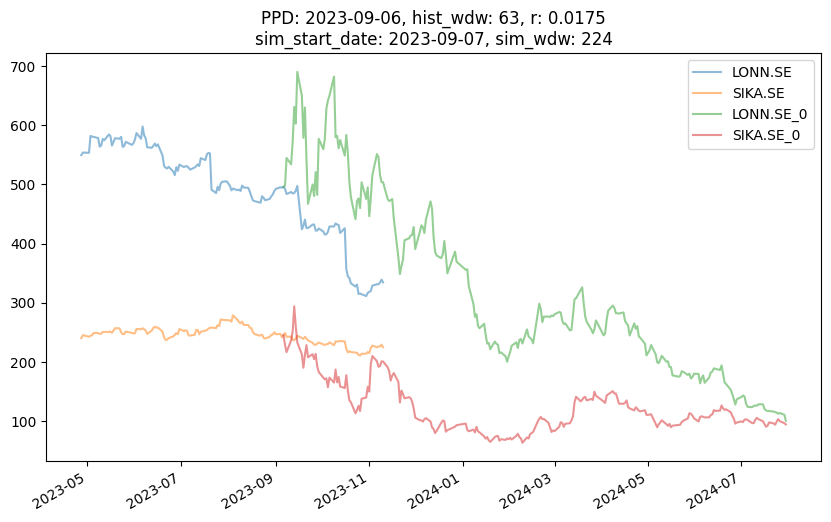 PPD: 2023-09-06, hist_wdw: 63, r: 0.0175
sim_start_date: 2023-09-07, sim_wdw: 224
LONN.SE
SIKA.SE
LONN.SE_0
SIKA.SE_0
700
600
500
400
300
200
100
2023-05
2023-07
2023-09
2023-11
2024-01
2024-03
2024-05
2024-07